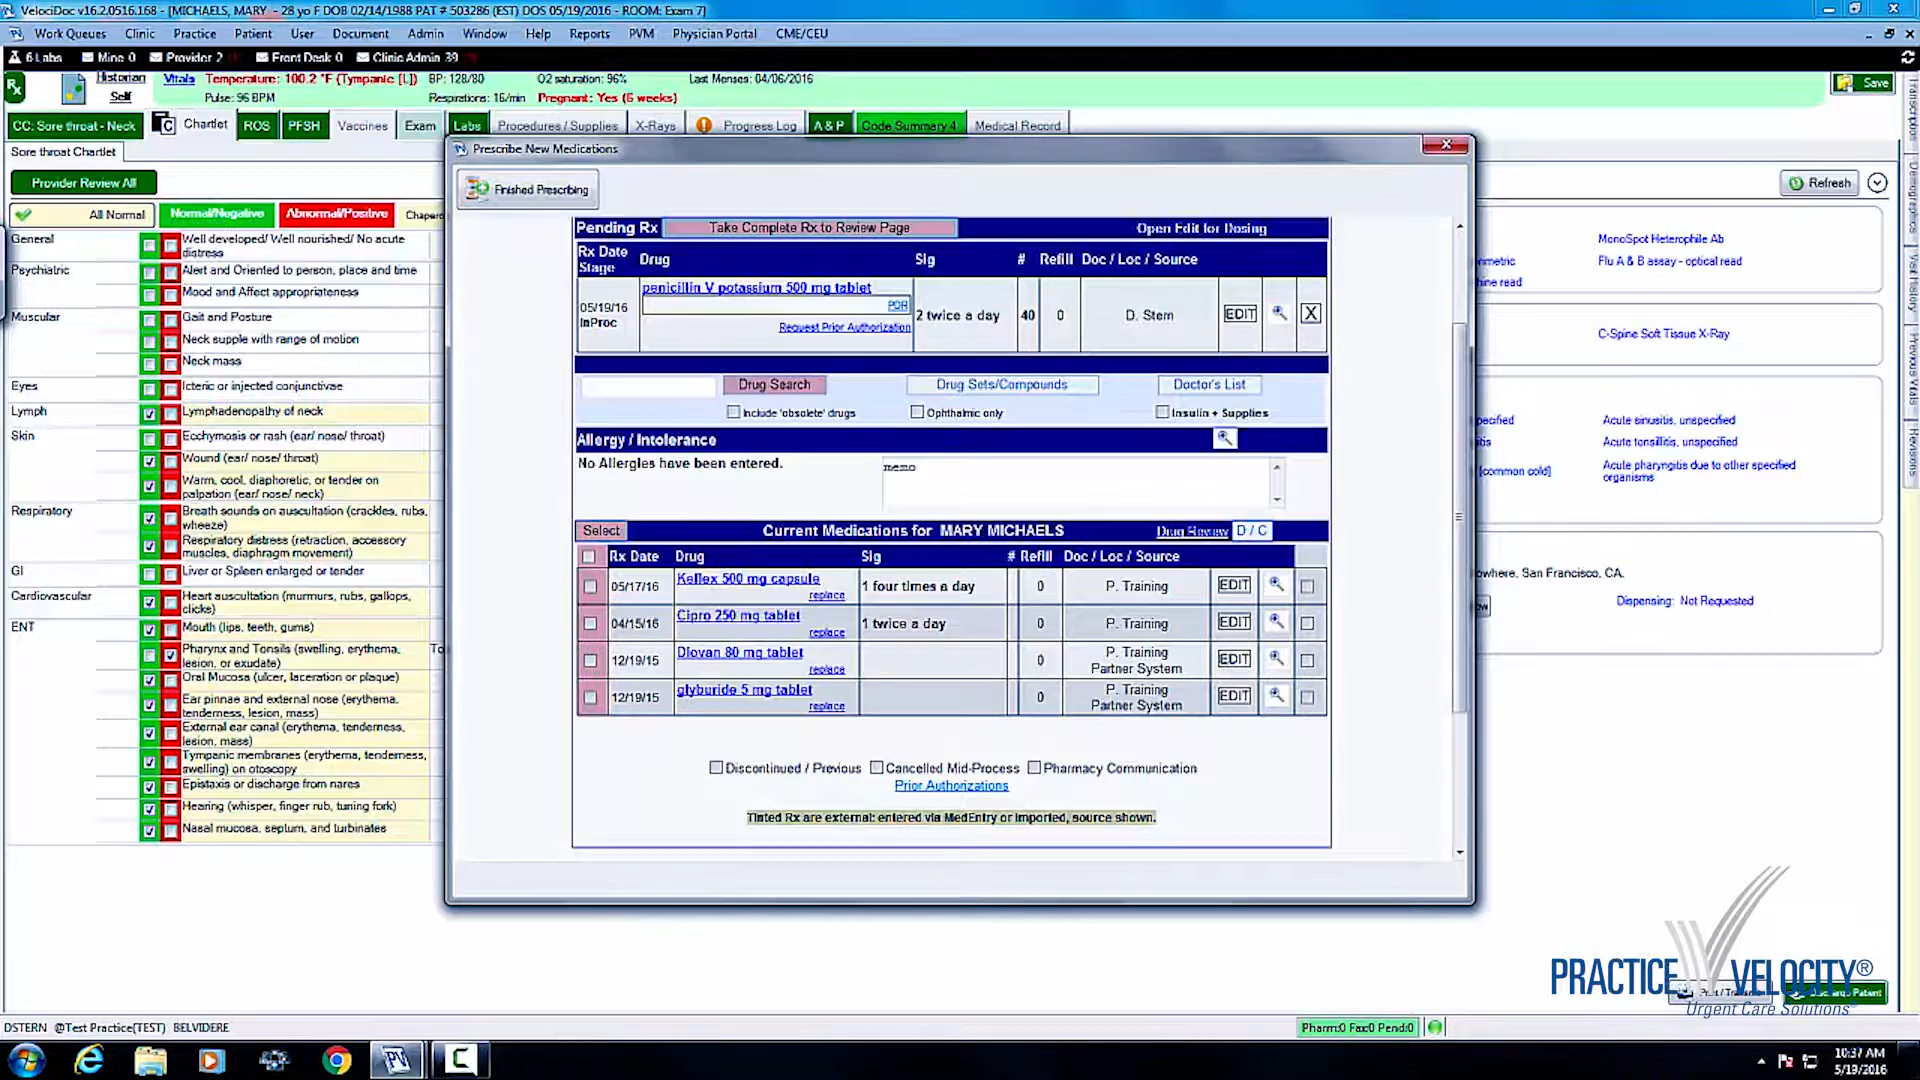 VelociDoc v16.2.0516.168 - [MICHAELS, MARY - 28 yo F DOB 02/14/1988 PAT # 503286 (EST) DOS 05/19/2016 - ROOM: Exam 7]
Work Queues Clinic Practice Patient User Document Admin Window Help Reports PVM Physician Portal CME/CEU
6 Labs Mine 0 Provider 2 Front Desk 0 Clinic Admin 39
Rx Historian Vitals Temperature: 100.2 °F (Tympanic [L]) BP: 128/80 O2 saturation: 96% Last Menses: 04/06/2016 Save
Self Pulse: 96 BPM Respirations: 16/min Pregnant: Yes (6 weeks)
CC: Sore throat - Neck Chartlet ROS PFSH Vaccines Exam Labs Procedures / Supplies X-Rays Progress Log A & P Code Summary 4 Medical Record
Sore throat Chartlet
Provider Review All
All Normal Normal/Negative Abnormal/Positive
General Well developed/ Well nourished/ No acute
distress
Psychiatric Alert and Oriented to person, place and time
Mood and Affect appropriateness
Muscular Gait and Posture
Neck supple with range of motion
Neck mass
Eyes Icteric or injected conjunctivae
Lymph Lymphadenopathy of neck
Skin Ecchymosis or rash (ear/ nose/ throat)
Wound (ear/ nose/ throat)
Warm, cool, diaphoretic, or tender on
palpation (ear/ nose/ neck)
Respiratory Breath sounds on auscultation (crackles, rubs,
wheeze)
Respiratory distress (retraction, accessory
muscles, diaphragm movement)
GI Liver or Spleen enlarged or tender
Cardiovascular Heart auscultation (murmurs, rubs, gallops,
clicks)
ENT Mouth (lips, teeth, gums)
Pharynx and Tonsils (swelling, erythema, To
lesion, or exudate)
Oral Mucosa (ulcer, laceration or plaque)
Ear pinnae and external nose (erythema,
tenderness, lesion, mass)
External ear canal (erythema, tenderness,
lesion, mass)
Tympanic membranes (erythema, tenderness,
swelling) on otoscopy
Epistaxis or discharge from nares
Hearing (whisper, finger rub, tuning fork)
Nasal mucosa, septum, and turbinates
Prescribe New Medications
Finished Prescribing
Pending Rx Take Complete Rx to Review Page Open Edit for Dosing
Rx Date Drug Sig # Refill Doc / Loc / Source
Stage
05/19/16 penicillin V potassium 500 mg tablet 2 twice a day 40 0 D. Stern EDIT X
InProc PDR
Request Prior Authorization
Drug Search Drug Sets/Compounds Doctor's List
Include 'obsolete' drugs Ophthalmic only Insulin + Supplies
Allergy / Intolerance
No Allergies have been entered. memo
Select Current Medications for MARY MICHAELS Drug Review D / C
Rx Date Drug Sig # Refill Doc / Loc / Source
05/17/16 Keflex 500 mg capsule replace 1 four times a day 0 P. Training EDIT
04/15/16 Cipro 250 mg tablet replace 1 twice a day 0 P. Training EDIT
12/19/15 Diovan 80 mg tablet replace 0 P. Training Partner System EDIT
12/19/15 glyburide 5 mg tablet replace 0 P. Training Partner System EDIT
Discontinued / Previous Cancelled Mid-Process Pharmacy Communication
Prior Authorizations
Tinted Rx are external: entered via MedEntry or imported, source shown.
Refresh
MonoSpot Heterophile Ab
Flu A & B assay - optical read
C-Spine Soft Tissue X-Ray
Acute sinusitis, unspecified
Acute tonsillitis, unspecified
[common cold] Acute pharyngitis due to other specified
organisms
San Francisco, CA.
Dispensing: Not Requested
Transcription
Demographics
Visit History
Previous Vitals
Revisions
PRACTICE VELOCITY®
Urgent Care Solutions
Discharge Patient
DSTERN @Test Practice(TEST) BELVIDERE Pharm:0 Fax:0 Pend:0
10:37 AM
5/19/2016